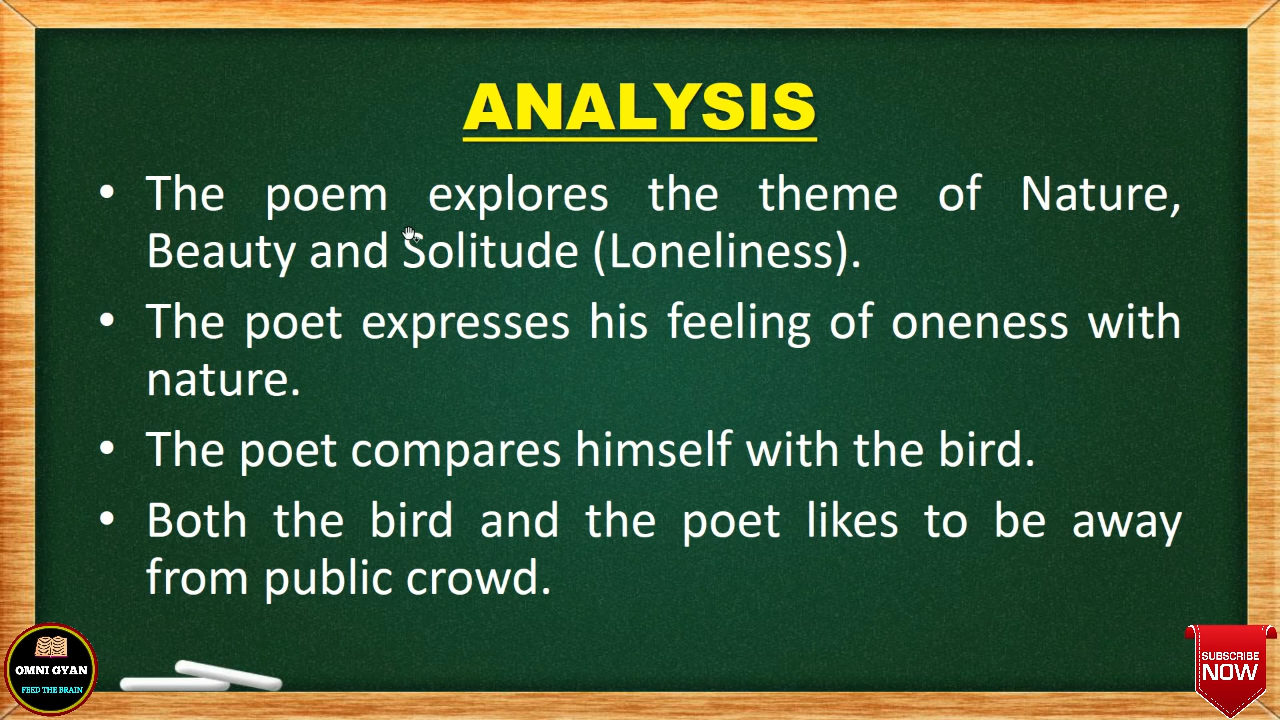 ANALYSIS
• The poem explores the theme of Nature,
Beauty and Solitude (Loneliness).
• The poet expresses his feeling of oneness with
nature.
• The poet compares himself with the bird.
• Both the bird and the poet likes to be away
from public crowd.
OMNI GYAN
FEED THE BRAIN
SUBSCRIBE
NOW